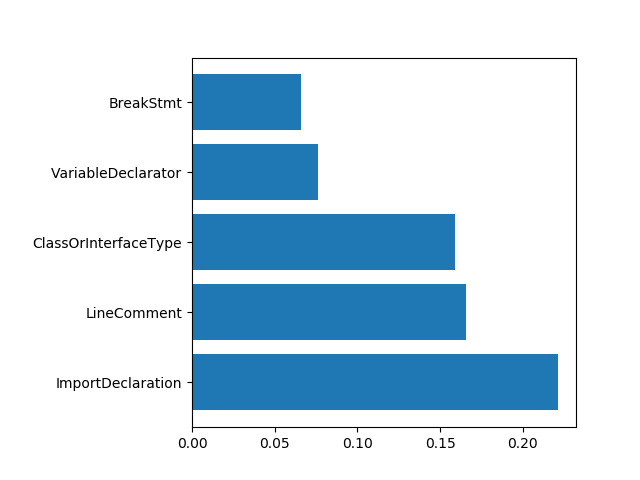 BreakStmt
VariableDeclarator
ClassOrInterfaceType
LineComment
ImportDeclaration
0.00 0.05 0.10 0.15 0.20